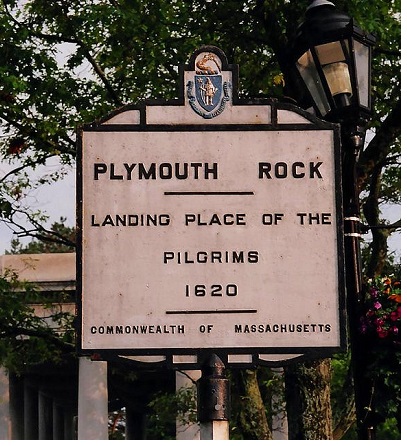 PLYMOUTH ROCK
LANDING PLACE OF THE
PILGRIMS
1620
COMMONWEALTH OF MASSACHUSETTS